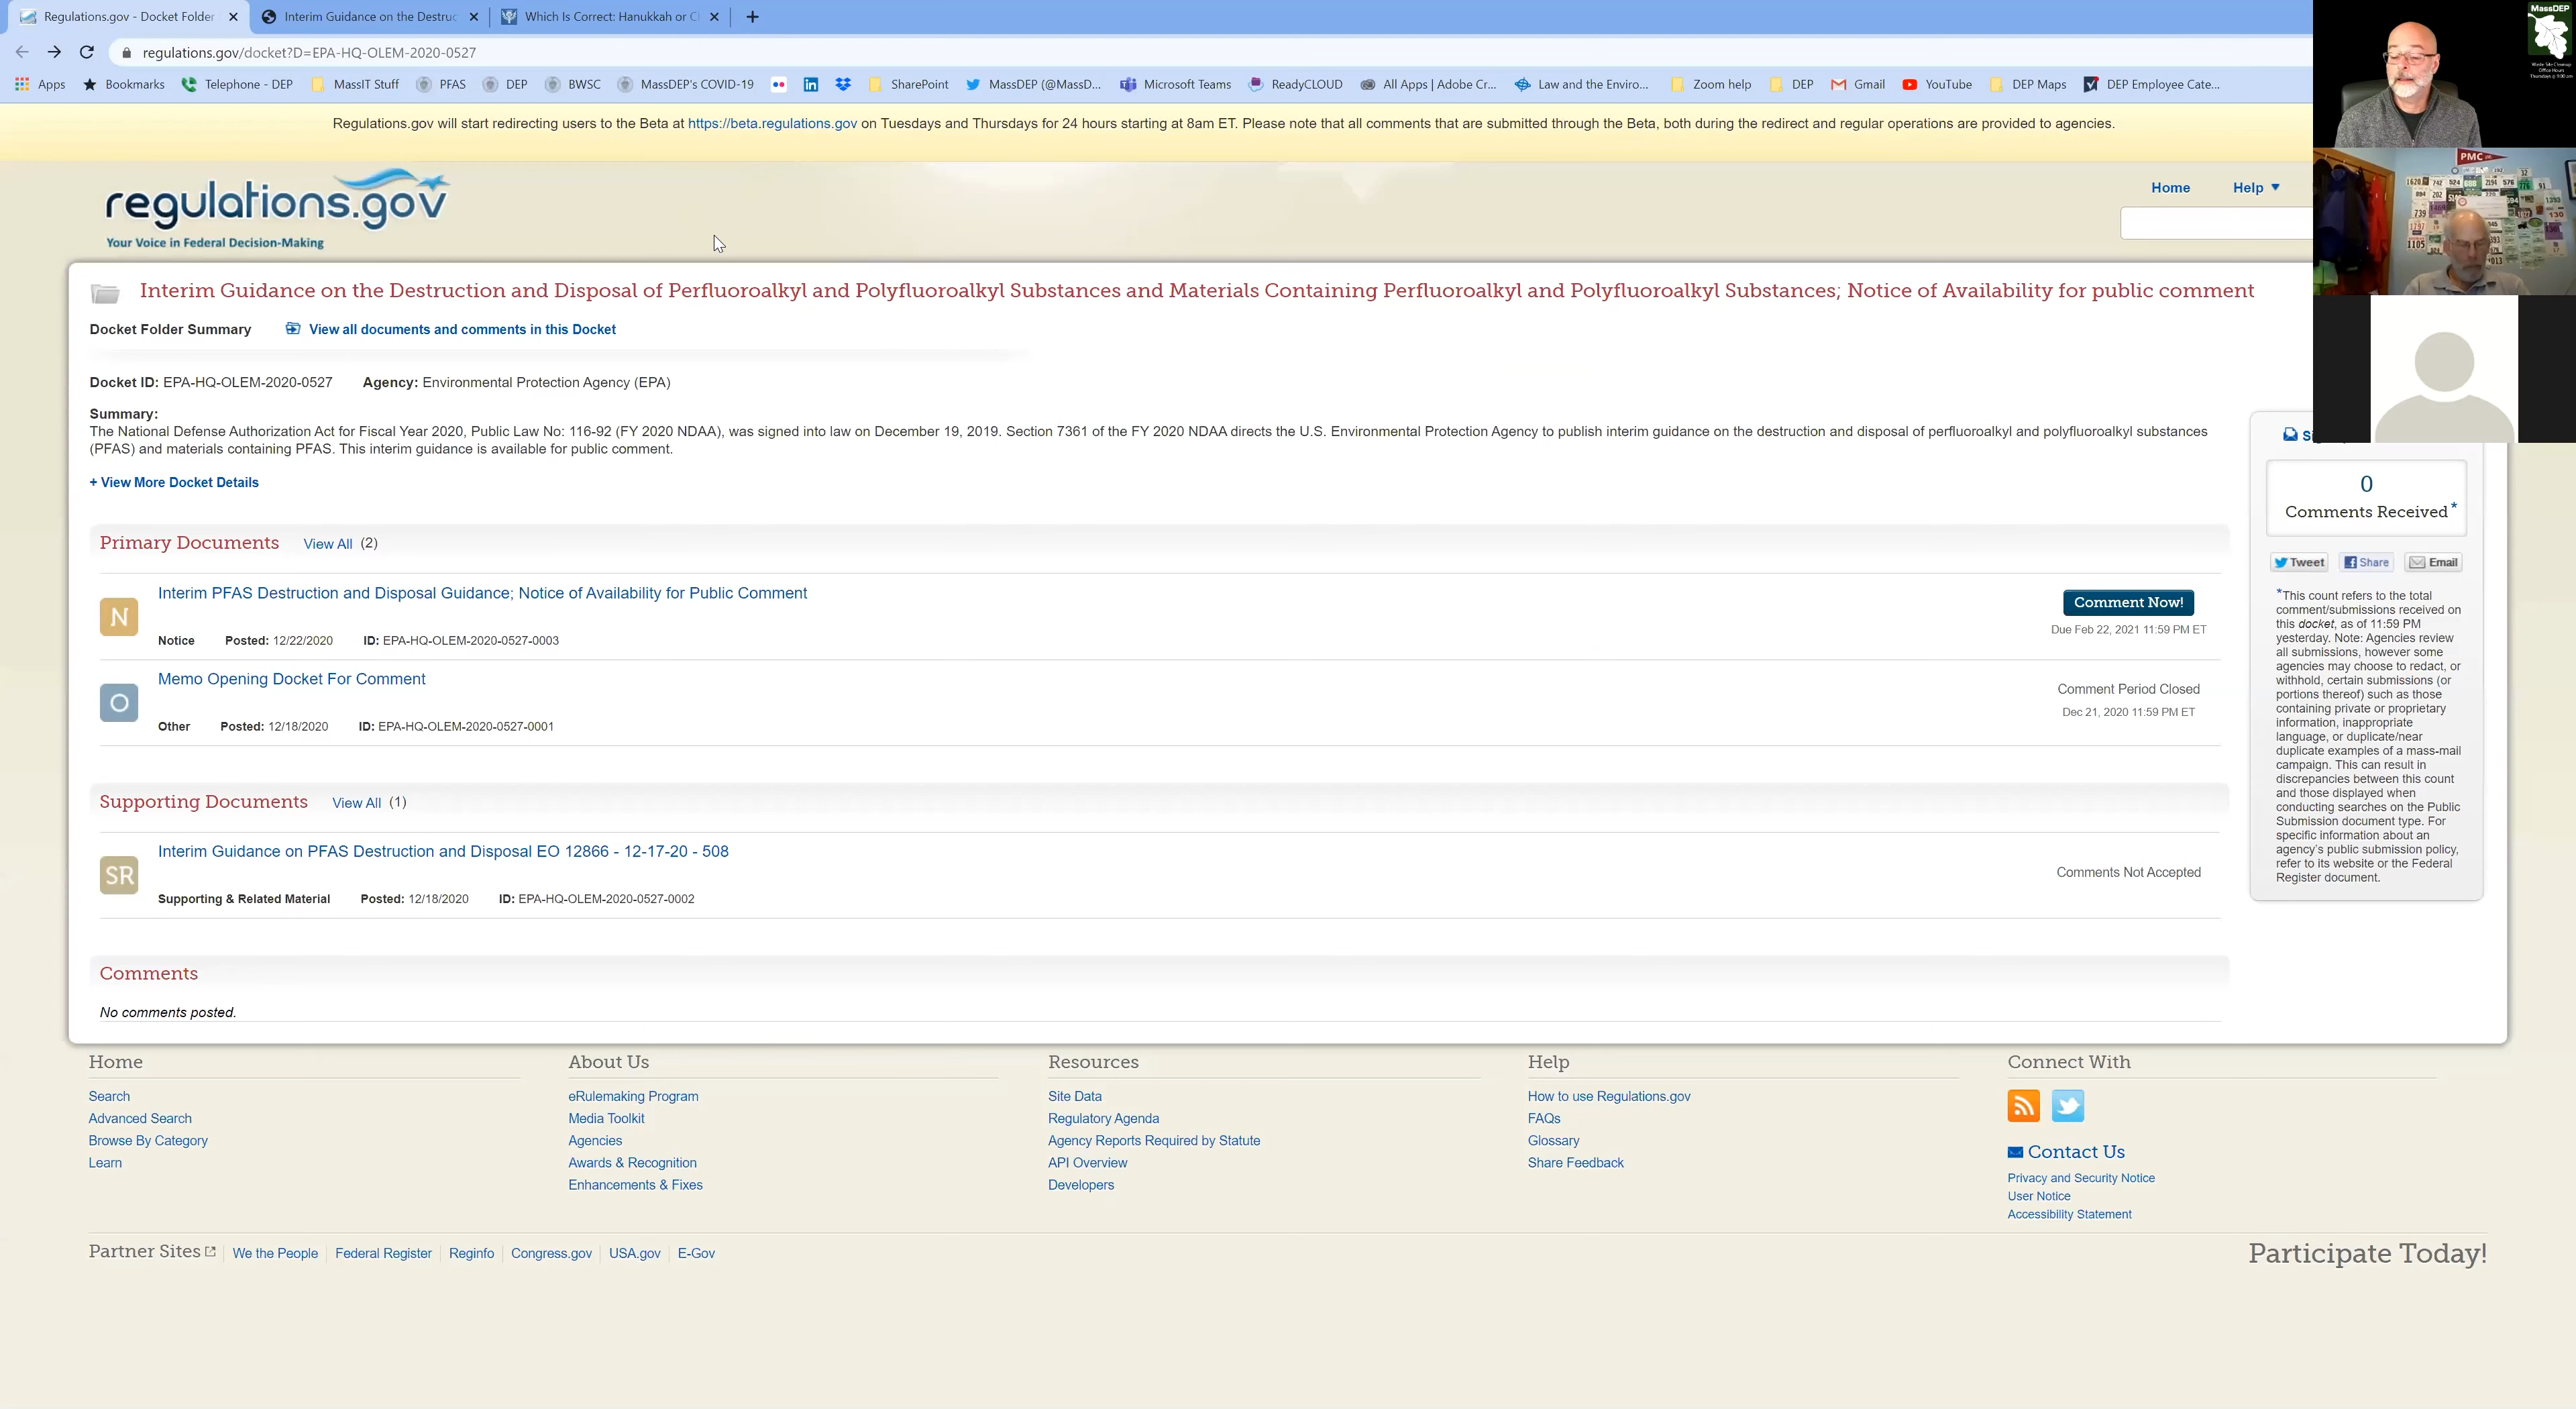 Regulations.gov - Docket Folder
Interim Guidance on the Destruc
Which Is Correct: Hanukkah or C
regulations.gov/docket?D=EPA-HQ-OLEM-2020-0527
Apps Bookmarks Telephone - DEP MassIT Stuff PFAS DEP BWSC MassDEP's COVID-19 SharePoint MassDEP (@MassD... Microsoft Teams ReadyCLOUD All Apps | Adobe Cr... Law and the Enviro... Zoom help DEP Gmail YouTube DEP Maps DEP Employee Cate...
Regulations.gov will start redirecting users to the Beta at https://beta.regulations.gov on Tuesdays and Thursdays for 24 hours starting at 8am ET. Please note that all comments that are submitted through the Beta, both during the redirect and regular operations are provided to agencies.
regulations.gov
Your Voice in Federal Decision-Making
Home Help
MassDEP
PMC
Interim Guidance on the Destruction and Disposal of Perfluoroalkyl and Polyfluoroalkyl Substances and Materials Containing Perfluoroalkyl and Polyfluoroalkyl Substances; Notice of Availability for public comment
Docket Folder Summary View all documents and comments in this Docket
Docket ID: EPA-HQ-OLEM-2020-0527 Agency: Environmental Protection Agency (EPA)
Summary:
The National Defense Authorization Act for Fiscal Year 2020, Public Law No: 116-92 (FY 2020 NDAA), was signed into law on December 19, 2019. Section 7361 of the FY 2020 NDAA directs the U.S. Environmental Protection Agency to publish interim guidance on the destruction and disposal of perfluoroalkyl and polyfluoroalkyl substances
(PFAS) and materials containing PFAS. This interim guidance is available for public comment.
+ View More Docket Details
Primary Documents View All (2)
N
Interim PFAS Destruction and Disposal Guidance; Notice of Availability for Public Comment
Notice Posted: 12/22/2020 ID: EPA-HQ-OLEM-2020-0527-0003
Comment Now!
Due Feb 22, 2021 11:59 PM ET
O
Memo Opening Docket For Comment
Other Posted: 12/18/2020 ID: EPA-HQ-OLEM-2020-0527-0001
Comment Period Closed
Dec 21, 2020 11:59 PM ET
Supporting Documents View All (1)
SR
Interim Guidance on PFAS Destruction and Disposal EO 12866 - 12-17-20 - 508
Supporting & Related Material Posted: 12/18/2020 ID: EPA-HQ-OLEM-2020-0527-0002
Comments Not Accepted
Comments
No comments posted.
0
Comments Received *
Tweet Share Email
*This count refers to the total
comment/submissions received on
this docket, as of 11:59 PM
yesterday. Note: Agencies review
all submissions, however some
agencies may choose to redact, or
withhold, certain submissions (or
portions thereof) such as those
containing private or proprietary
information, inappropriate
language, or duplicate/near
duplicate examples of a mass-mail
campaign. This can result in
discrepancies between this count
and those displayed when
conducting searches on the Public
Submission document type. For
specific information about an
agency's public submission policy,
refer to its website or the Federal
Register document.
Home
Search
Advanced Search
Browse By Category
Learn
About Us
eRulemaking Program
Media Toolkit
Agencies
Awards & Recognition
Enhancements & Fixes
Resources
Site Data
Regulatory Agenda
Agency Reports Required by Statute
API Overview
Developers
Help
How to use Regulations.gov
FAQs
Glossary
Share Feedback
Connect With
Contact Us
Privacy and Security Notice
User Notice
Accessibility Statement
Partner Sites We the People Federal Register Reginfo Congress.gov USA.gov E-Gov
Participate Today!